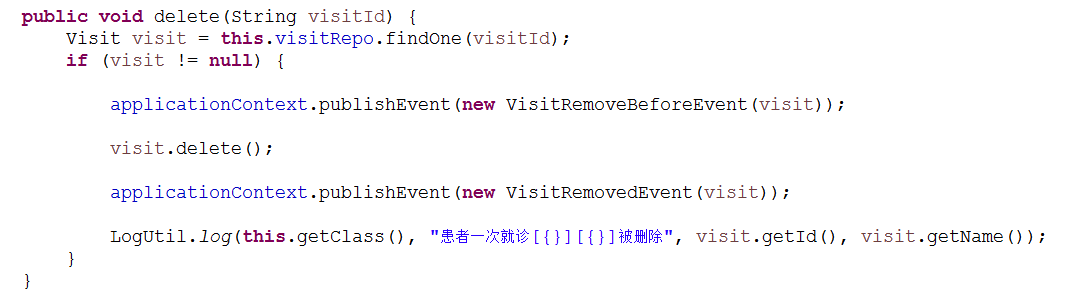 public void delete(String visitId) {
    Visit visit = this.visitRepo.findOne(visitId);
    if (visit != null) {
        applicationContext.publishEvent(new VisitRemoveBeforeEvent(visit));
        visit.delete();
        applicationContext.publishEvent(new VisitRemovedEvent(visit));
        LogUtil.log(this.getClass(), "患者一次就诊[{}][{}]被删除", visit.getId(), visit.getName());
    }
}